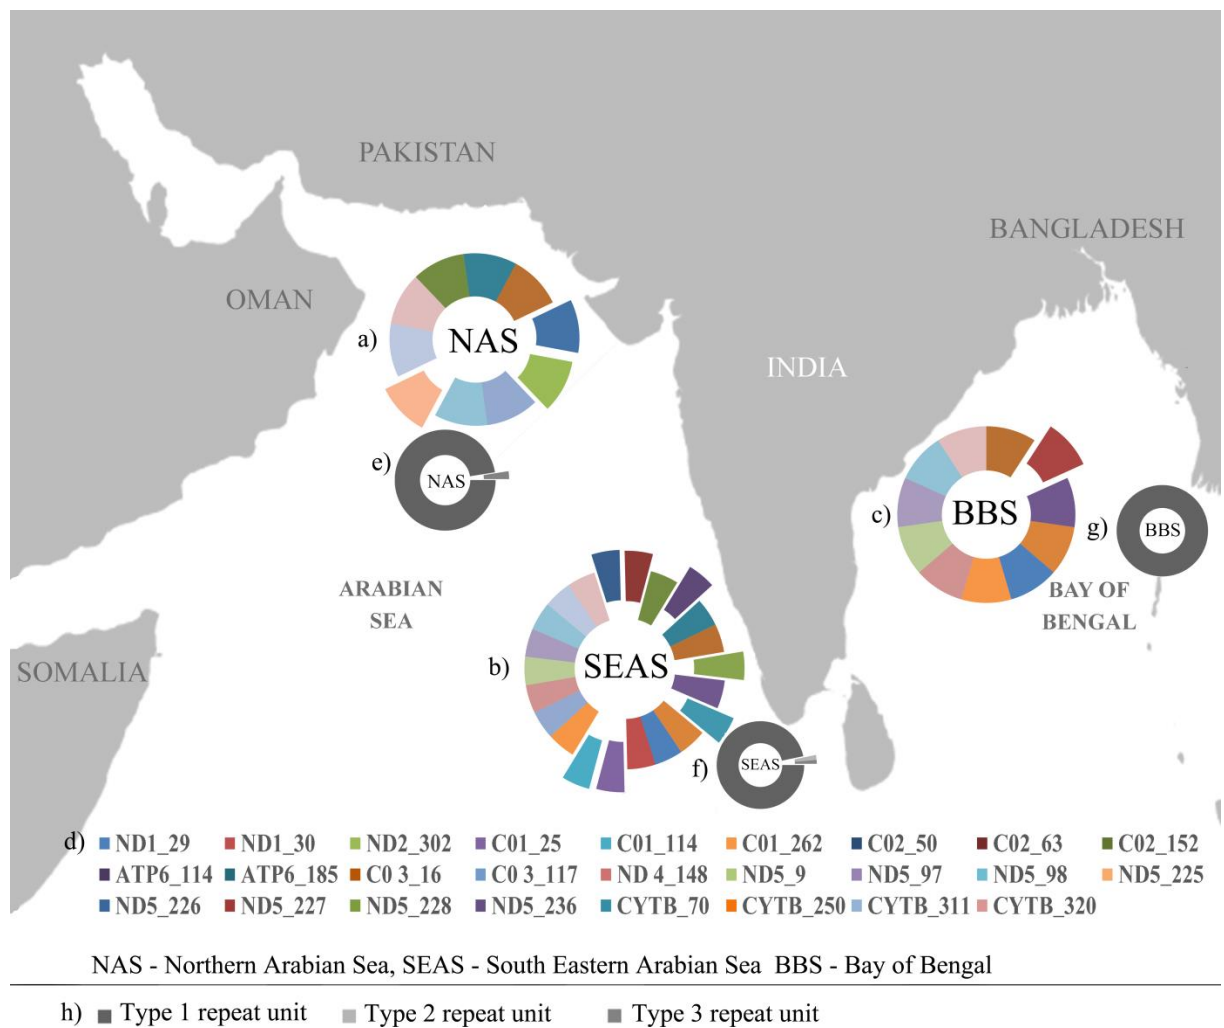 PAKISTAN
BANGLADESH
OMAN
a) NAS
INDIA
e) NAS
c) BBS
g) BBS
ARABIAN
SEA
BAY OF
BENGAL
b) SEAS
SOMALIA
f) SEAS
d) ND1_29 ND1_30 ND2_302 C01_25 C01_114 C01_262 C02_50 C02_63 C02_152
ATP6_114 ATP6_185 C0 3_16 C0 3_117 ND 4_148 ND5_9 ND5_97 ND5_98 ND5_225
ND5_226 ND5_227 ND5_228 ND5_236 CYTB_70 CYTB_250 CYTB_311 CYTB_320
NAS - Northern Arabian Sea, SEAS - South Eastern Arabian Sea BBS - Bay of Bengal
h) Type 1 repeat unit Type 2 repeat unit Type 3 repeat unit